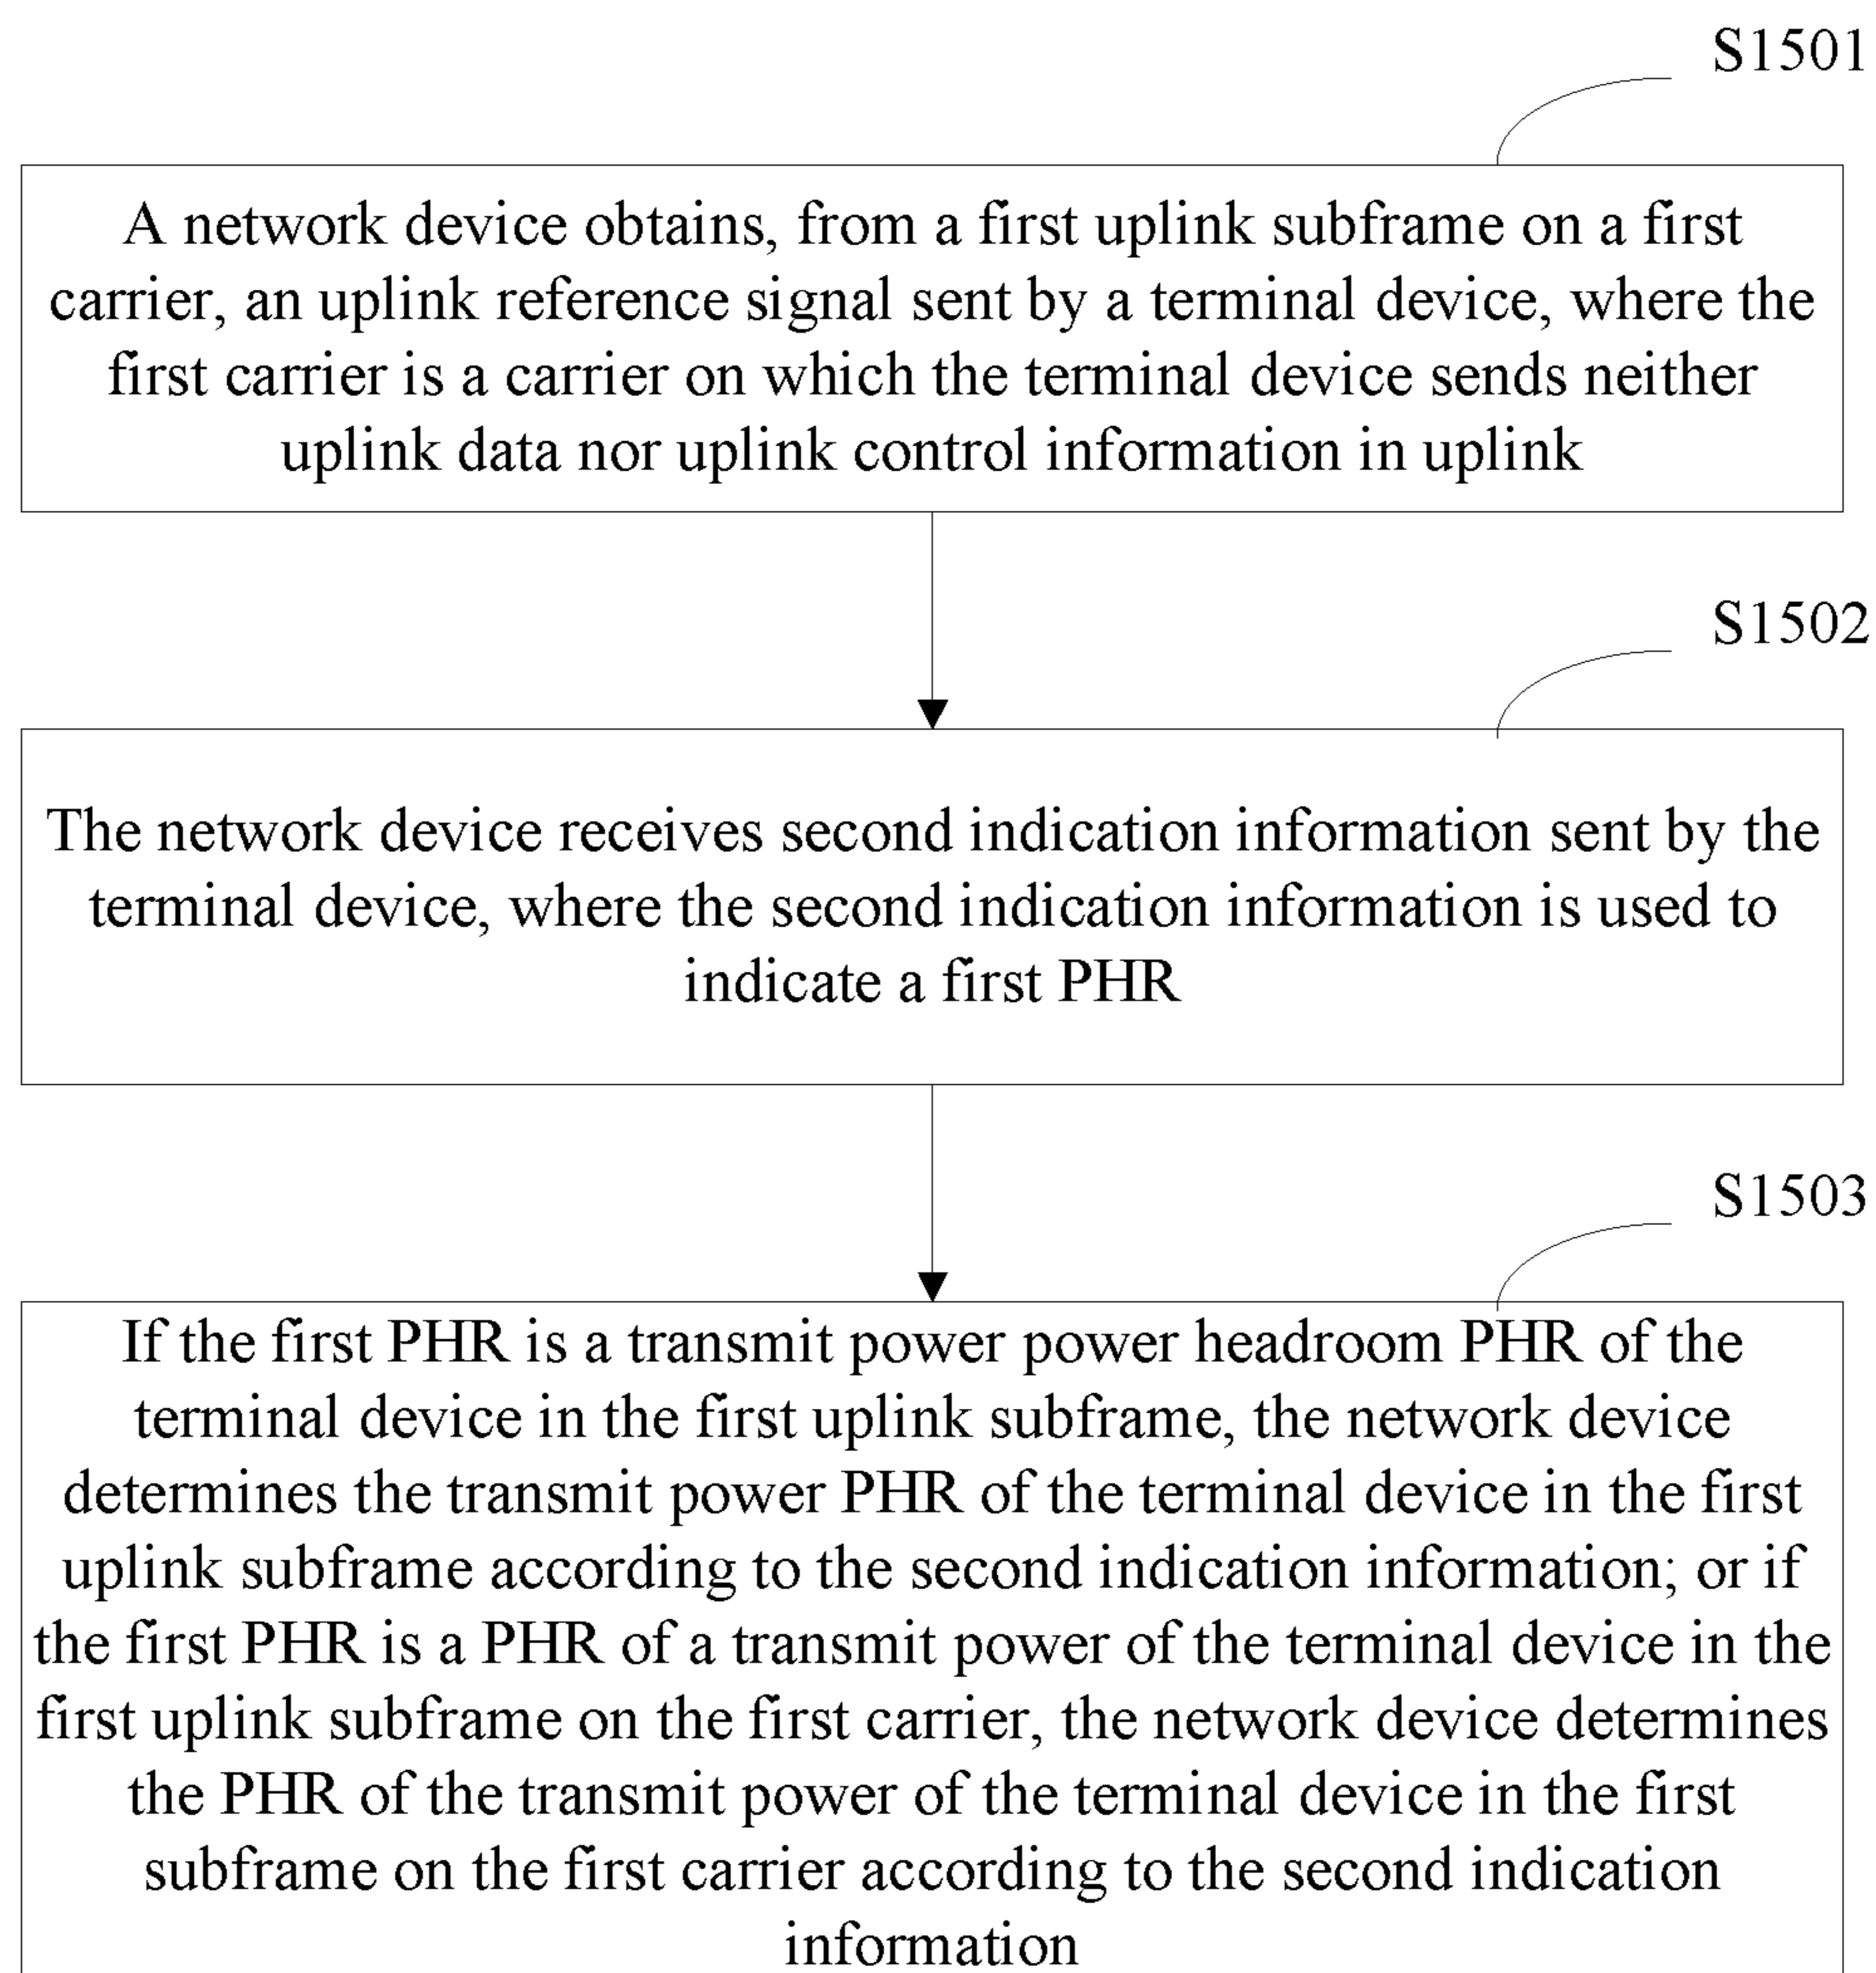 S1501
A network device obtains, from a first uplink subframe on a first
carrier, an uplink reference signal sent by a terminal device, where the
first carrier is a carrier on which the terminal device sends neither
uplink data nor uplink control information in uplink
S1502
The network device receives second indication information sent by the
terminal device, where the second indication information is used to
indicate a first PHR
S1503
If the first PHR is a transmit power power headroom PHR of the
terminal device in the first uplink subframe, the network device
determines the transmit power PHR of the terminal device in the first
uplink subframe according to the second indication information; or if
the first PHR is a PHR of a transmit power of the terminal device in the
first uplink subframe on the first carrier, the network device determines
the PHR of the transmit power of the terminal device in the first
subframe on the first carrier according to the second indication
information